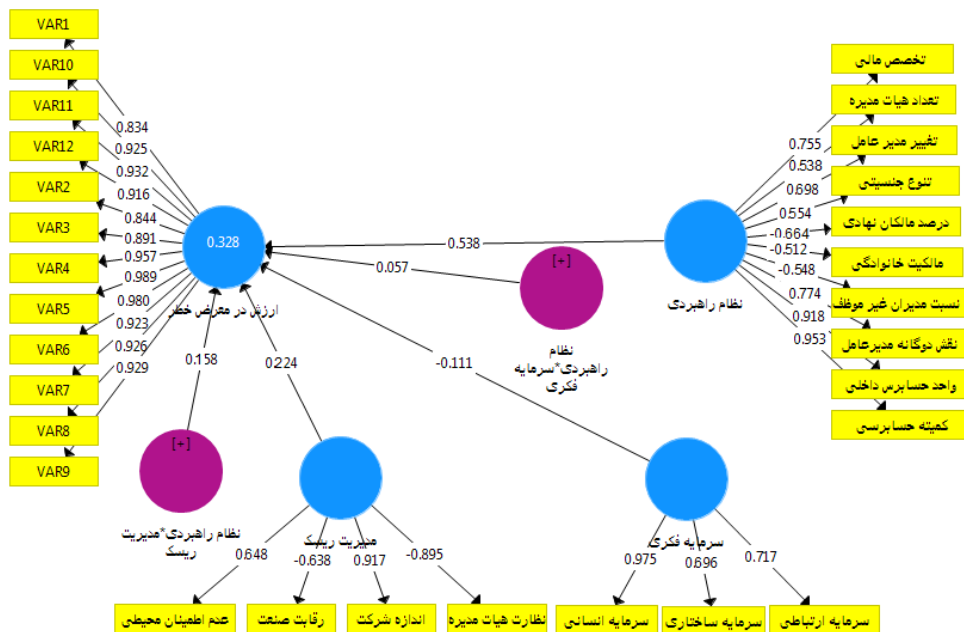 VAR1
VAR10
VAR11
VAR12
VAR2
VAR3
VAR4
VAR5
VAR6
VAR7
VAR8
VAR9
0.834
0.925
0.932
0.916
0.844
0.891
0.957
0.989
0.980
0.923
0.926
0.929
0.328
ارزش در معرض خطر
0.538
0.057
-0.111
0.158
0.224
[+]
نظام
راهبردی*سرمایه
فکری
نظام راهبردی
0.755
0.538
0.698
0.554
-0.664
-0.512
-0.548
0.774
0.918
0.953
تخصص مالی
تعداد هیات مدیره
تغییر مدیر عامل
تنوع جنسیتی
درصد مالکان نهادی
مالکیت خانوادگی
نسبت مدیران غیر موظف
نقش دوگانه مدیرعامل
واحد حسابرس داخلی
کمیته حسابرسی
[+]
نظام راهبردی*مدیریت
ریسک
مدیریت ریسک
0.648
-0.638
0.917
-0.895
عدم اطمینان محیطی
رقابت صنعت
اندازه شرکت
نظارت هیات مدیره
سرمایه فکری
0.975
0.696
0.717
سرمایه انسانی
سرمایه ساختاری
سرمایه ارتباطی